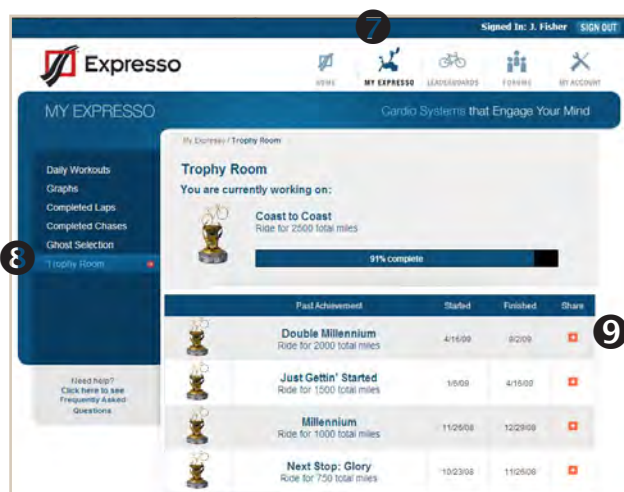 7
Signed In: J. Fisher SIGN OUT
Expresso
HOME MY EXPRESSO LEADERBOARDS FORUMS MY ACCOUNT
MY EXPRESSO
Cardio Systems that Engage Your Mind
My Expresso / Trophy Room
Daily Workouts
Graphs
Completed Laps
Completed Chases
Ghost Selection
8 Trophy Room
Need help?
Click here to see
Frequently Asked
Questions
Trophy Room
You are currently working on:
Coast to Coast
Ride for 2500 total miles
91% complete
Past Achievement Started Finished Share
Double Millennium
Ride for 2000 total miles
4/16/09 9/2/09
9
Just Gettin' Started
Ride for 1500 total miles
1/6/09 4/16/09
Millennium
Ride for 1000 total miles
11/26/08 12/29/08
Next Stop: Glory
Ride for 750 total miles
10/23/08 11/26/08